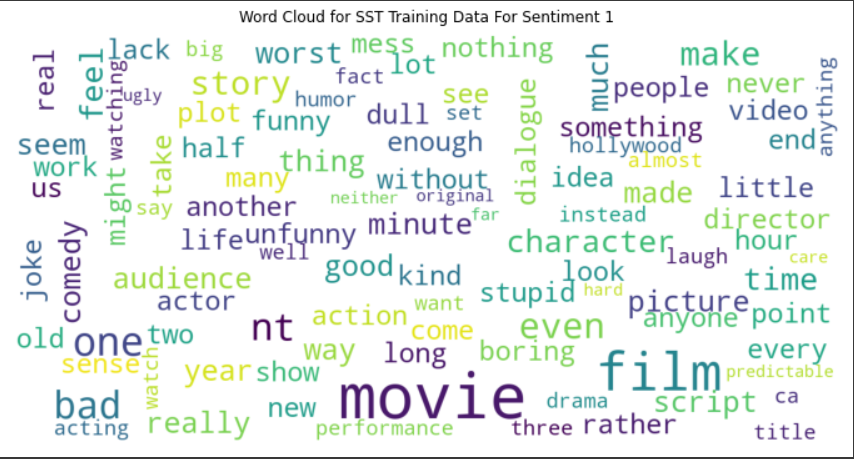 Word Cloud for SST Training Data For Sentiment 1
real
feel
lack
big
worst
mess
lot
nothing
much
make
people
never
anything
watching
ugly
story
fact
humor
see
plot
funny
dull
set
dialogue
something
video
end
hollywood
seem
work
us
take
half
thing
enough
almost
many
without
idea
made
little
might
say
another
neither
original
far
instead
director
life
unfunny
minute
character
hour
well
laugh
care
joke
comedy
audience
good
kind
look
time
actor
stupid
hard
picture
anyone
point
old
one
two
nt
action
want
come
even
sense
watch
way
long
boring
every
year
show
movie
film
predictable
bad
acting
new
drama
script
ca
really
performance
three
rather
title